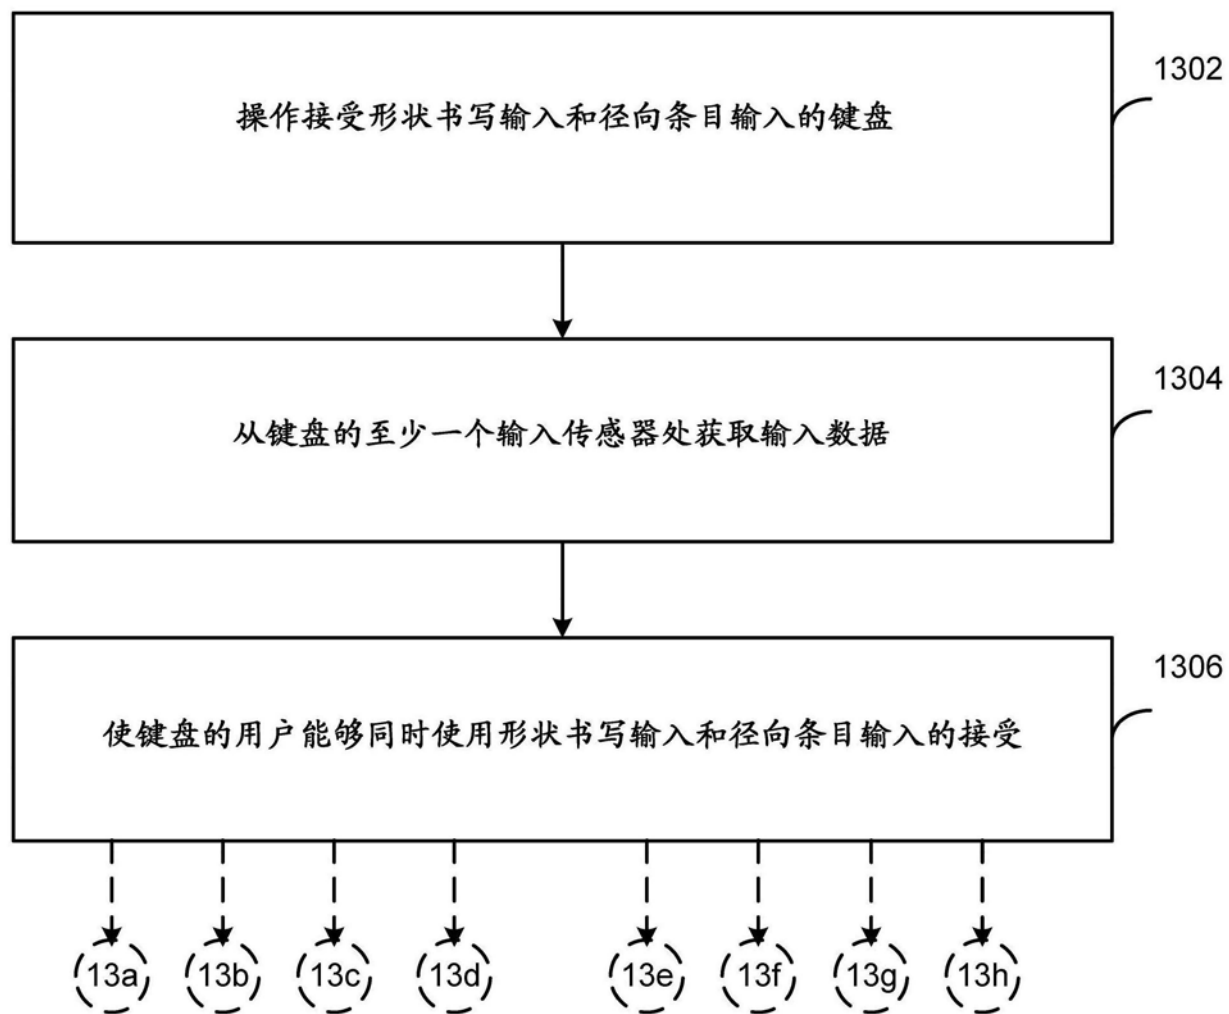 1302
操作接受形状书写输入和径向条目输入的键盘
1304
从键盘的至少一个输入传感器处获取输入数据
1306
使键盘的用户能够同时使用形状书写输入和径向条目输入的接受
13a 13b 13c 13d 13e 13f 13g 13h